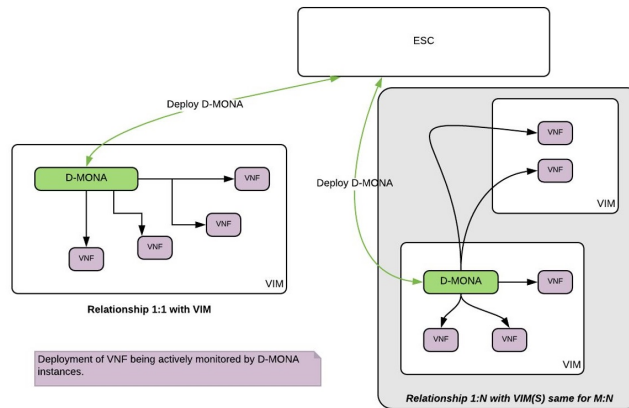 ESC
Deploy D-MONA
Deploy D-MONA
D-MONA
VNF
VNF
VNF
VNF
VIM
Relationship 1:1 with VIM
VNF
VNF
VIM
D-MONA
VNF
VNF
VNF
VIM
Relationship 1:N with VIM(S) same for M:N
Deployment of VNF being actively monitored by D-MONA
instances.